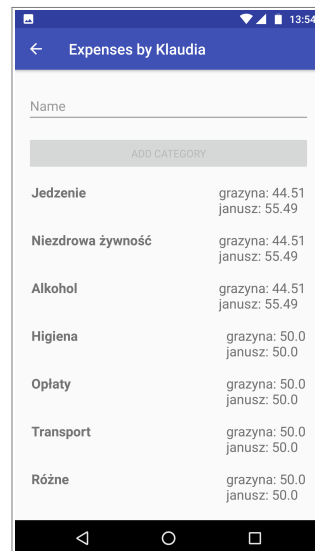 13:54
Expenses by Klaudia
Name
ADD CATEGORY
Jedzenie grazyna: 44.51
janusz: 55.49
Niezdrowa żywność grazyna: 44.51
janusz: 55.49
Alkohol grazyna: 44.51
janusz: 55.49
Higiena grazyna: 50.0
janusz: 50.0
Opłaty grazyna: 50.0
janusz: 50.0
Transport grazyna: 50.0
janusz: 50.0
Różne grazyna: 50.0
janusz: 50.0